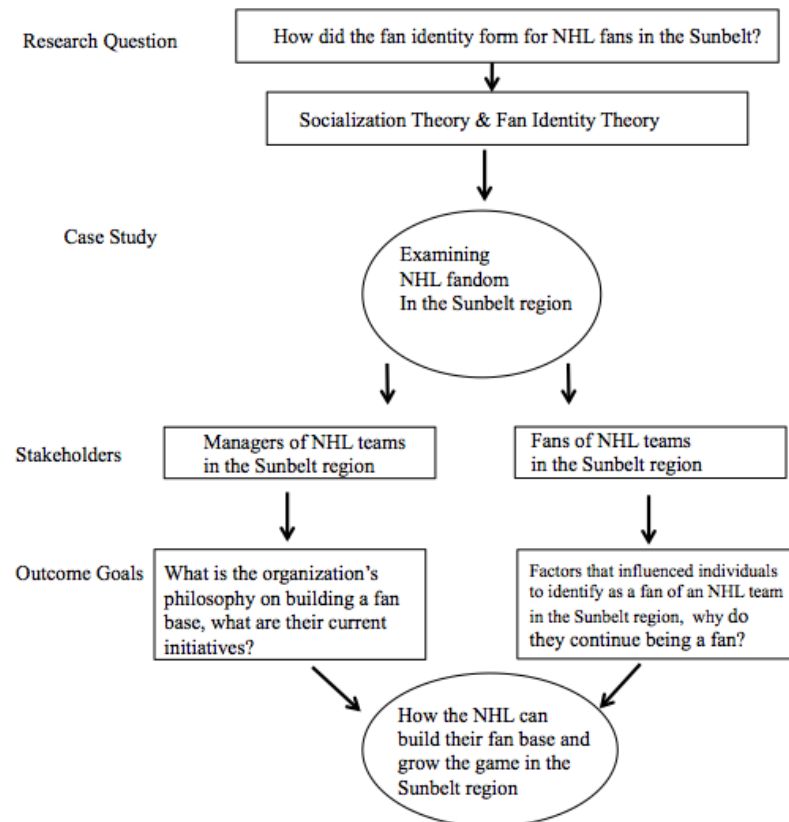 Research Question
How did the fan identity form for NHL fans in the Sunbelt?
Socialization Theory & Fan Identity Theory
Case Study
Examining
NHL fandom
In the Sunbelt region
Stakeholders
Managers of NHL teams
in the Sunbelt region
Fans of NHL teams
in the Sunbelt region
Outcome Goals
What is the organization's
philosophy on building a fan
base, what are their current
initiatives?
Factors that influenced individuals
to identify as a fan of an NHL team
in the Sunbelt region, why do
they continue being a fan?
How the NHL can
build their fan base and
grow the game in the
Sunbelt region